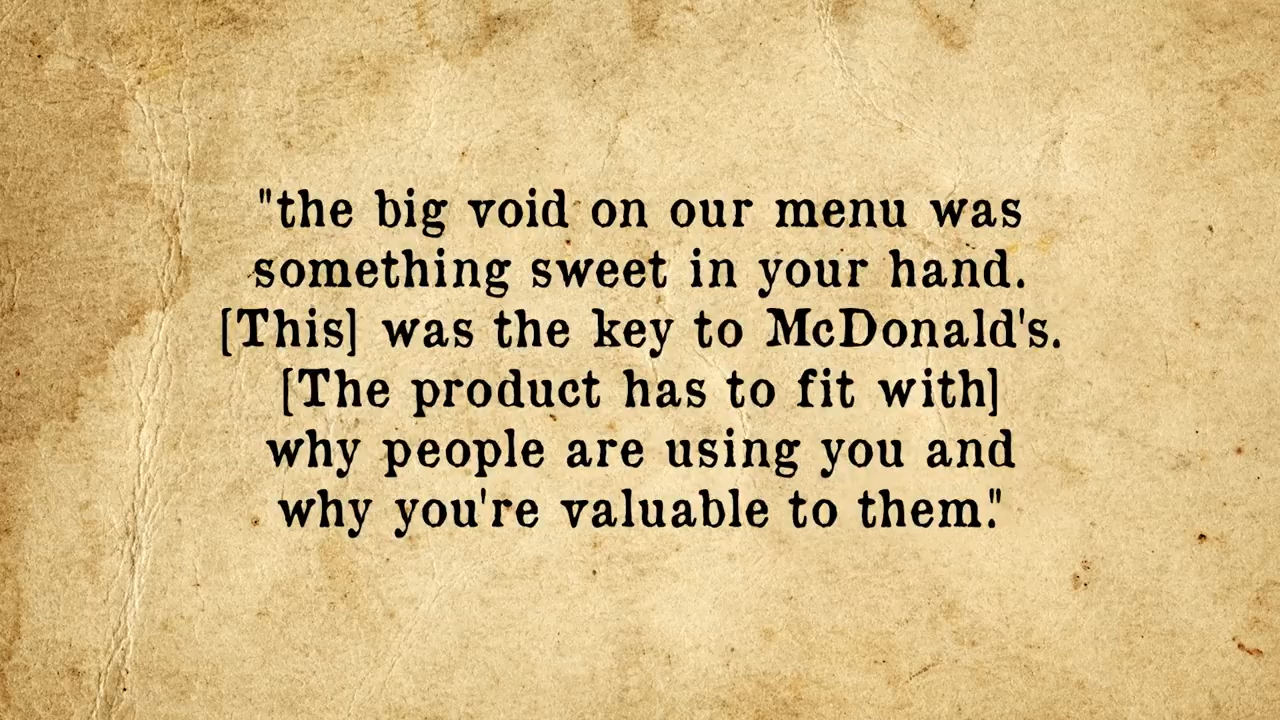 "the big void on our menu was
something sweet in your hand.
[This] was the key to McDonald's.
[The product has to fit with]
why people are using you and
why you're valuable to them."